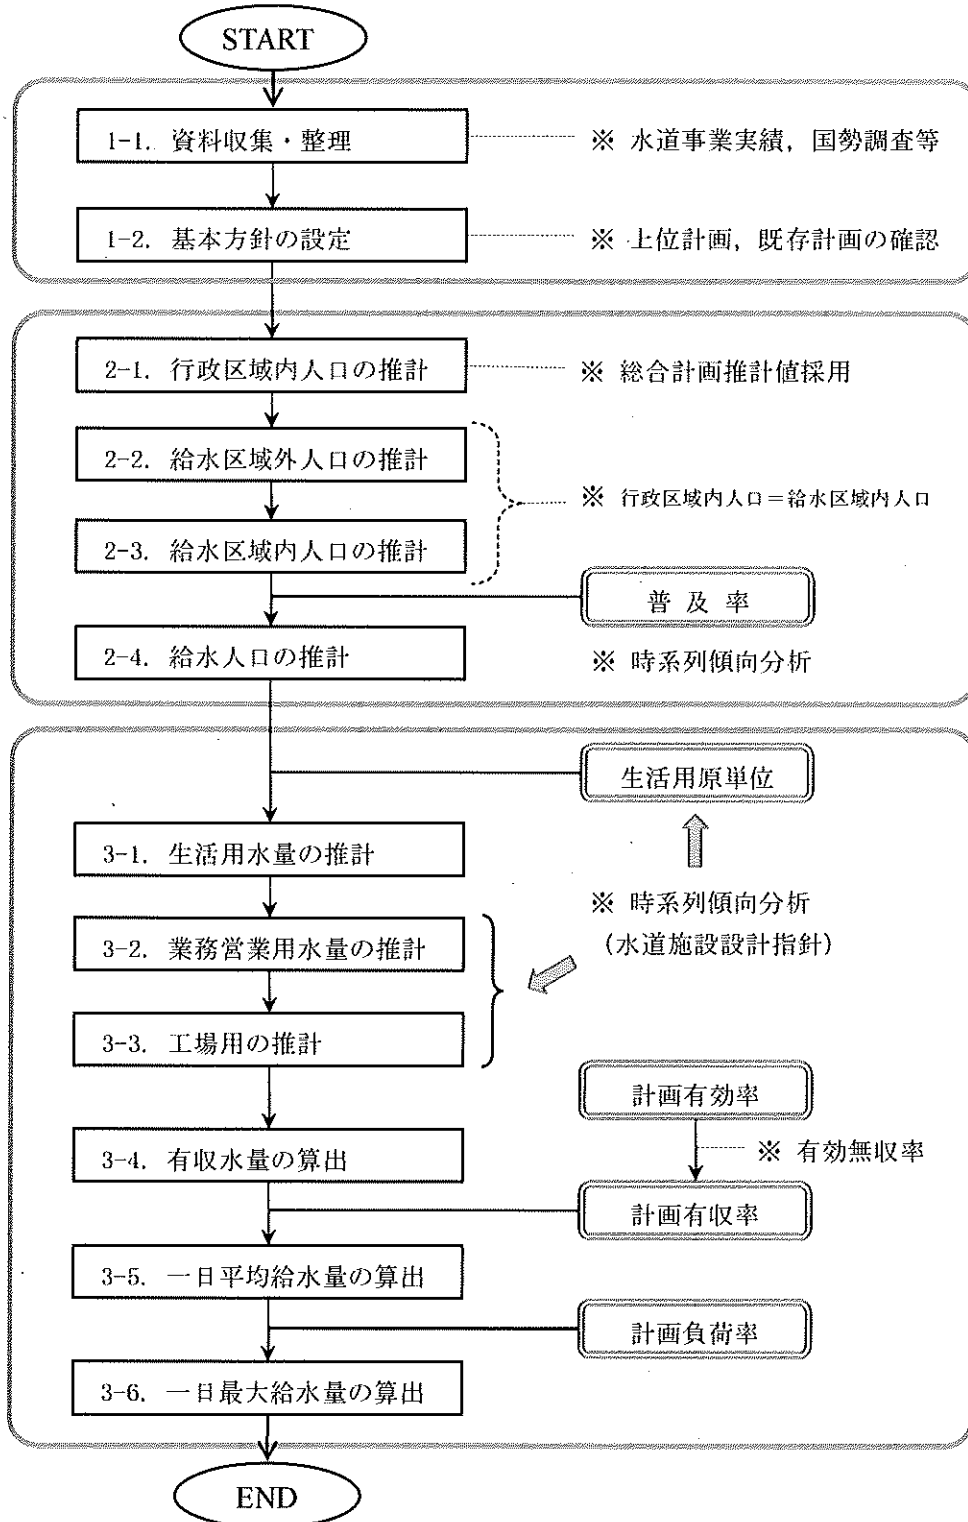 START
1-1. 資料収集・整理
※ 水道事業実績，国勢調査等
1-2. 基本方針の設定
※ 上位計画，既存計画の確認
2-1. 行政区域内人口の推計
※ 総合計画推計値採用
2-2. 給水区域外人口の推計
※ 行政区域内人口＝給水区域内人口
2-3. 給水区域内人口の推計
普 及 率
2-4. 給水人口の推計
※ 時系列傾向分析
生活用原単位
3-1. 生活用水量の推計
※ 時系列傾向分析
（水道施設設計指針）
3-2. 業務営業用水量の推計
3-3. 工場用の推計
計画有効率
※ 有効無収率
3-4. 有収水量の算出
計画有収率
3-5. 一日平均給水量の算出
計画負荷率
3-6. 一日最大給水量の算出
END